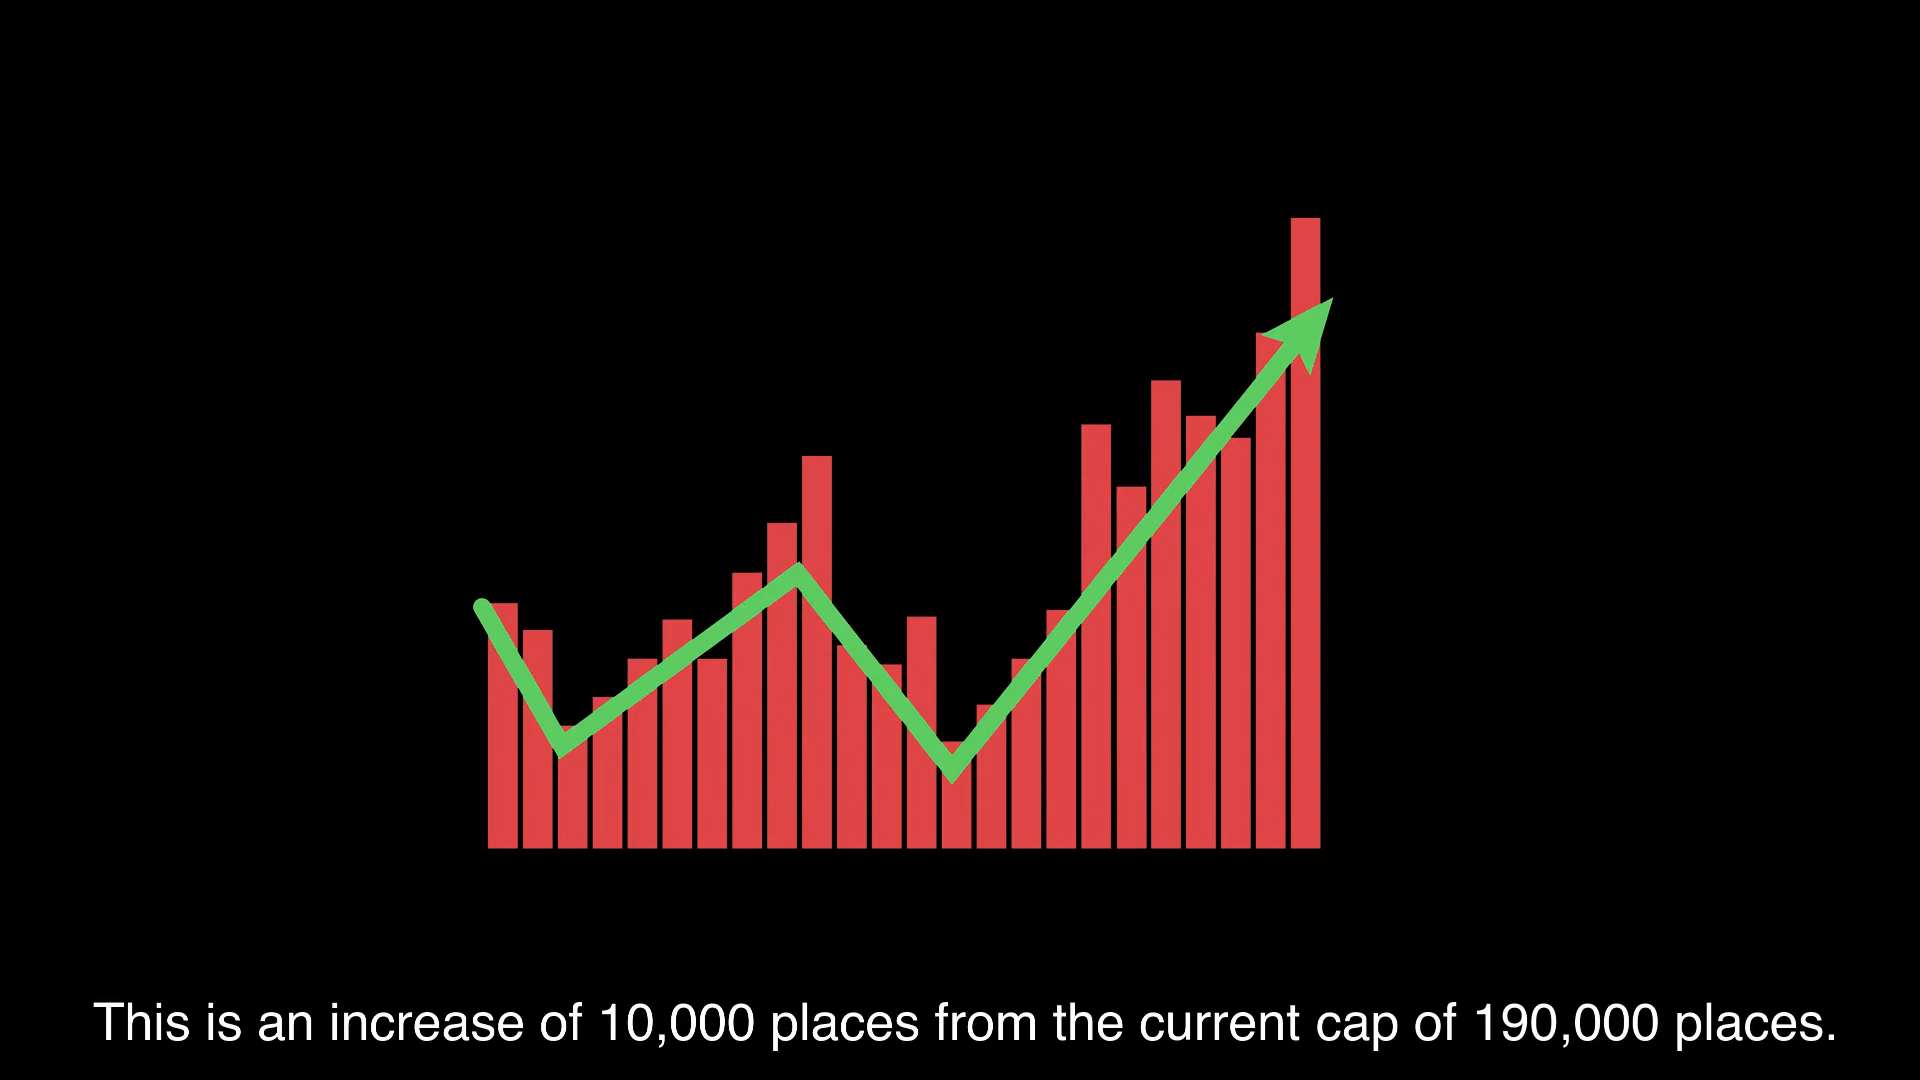 This is an increase of 10,000 places from the current cap of 190,000 places.